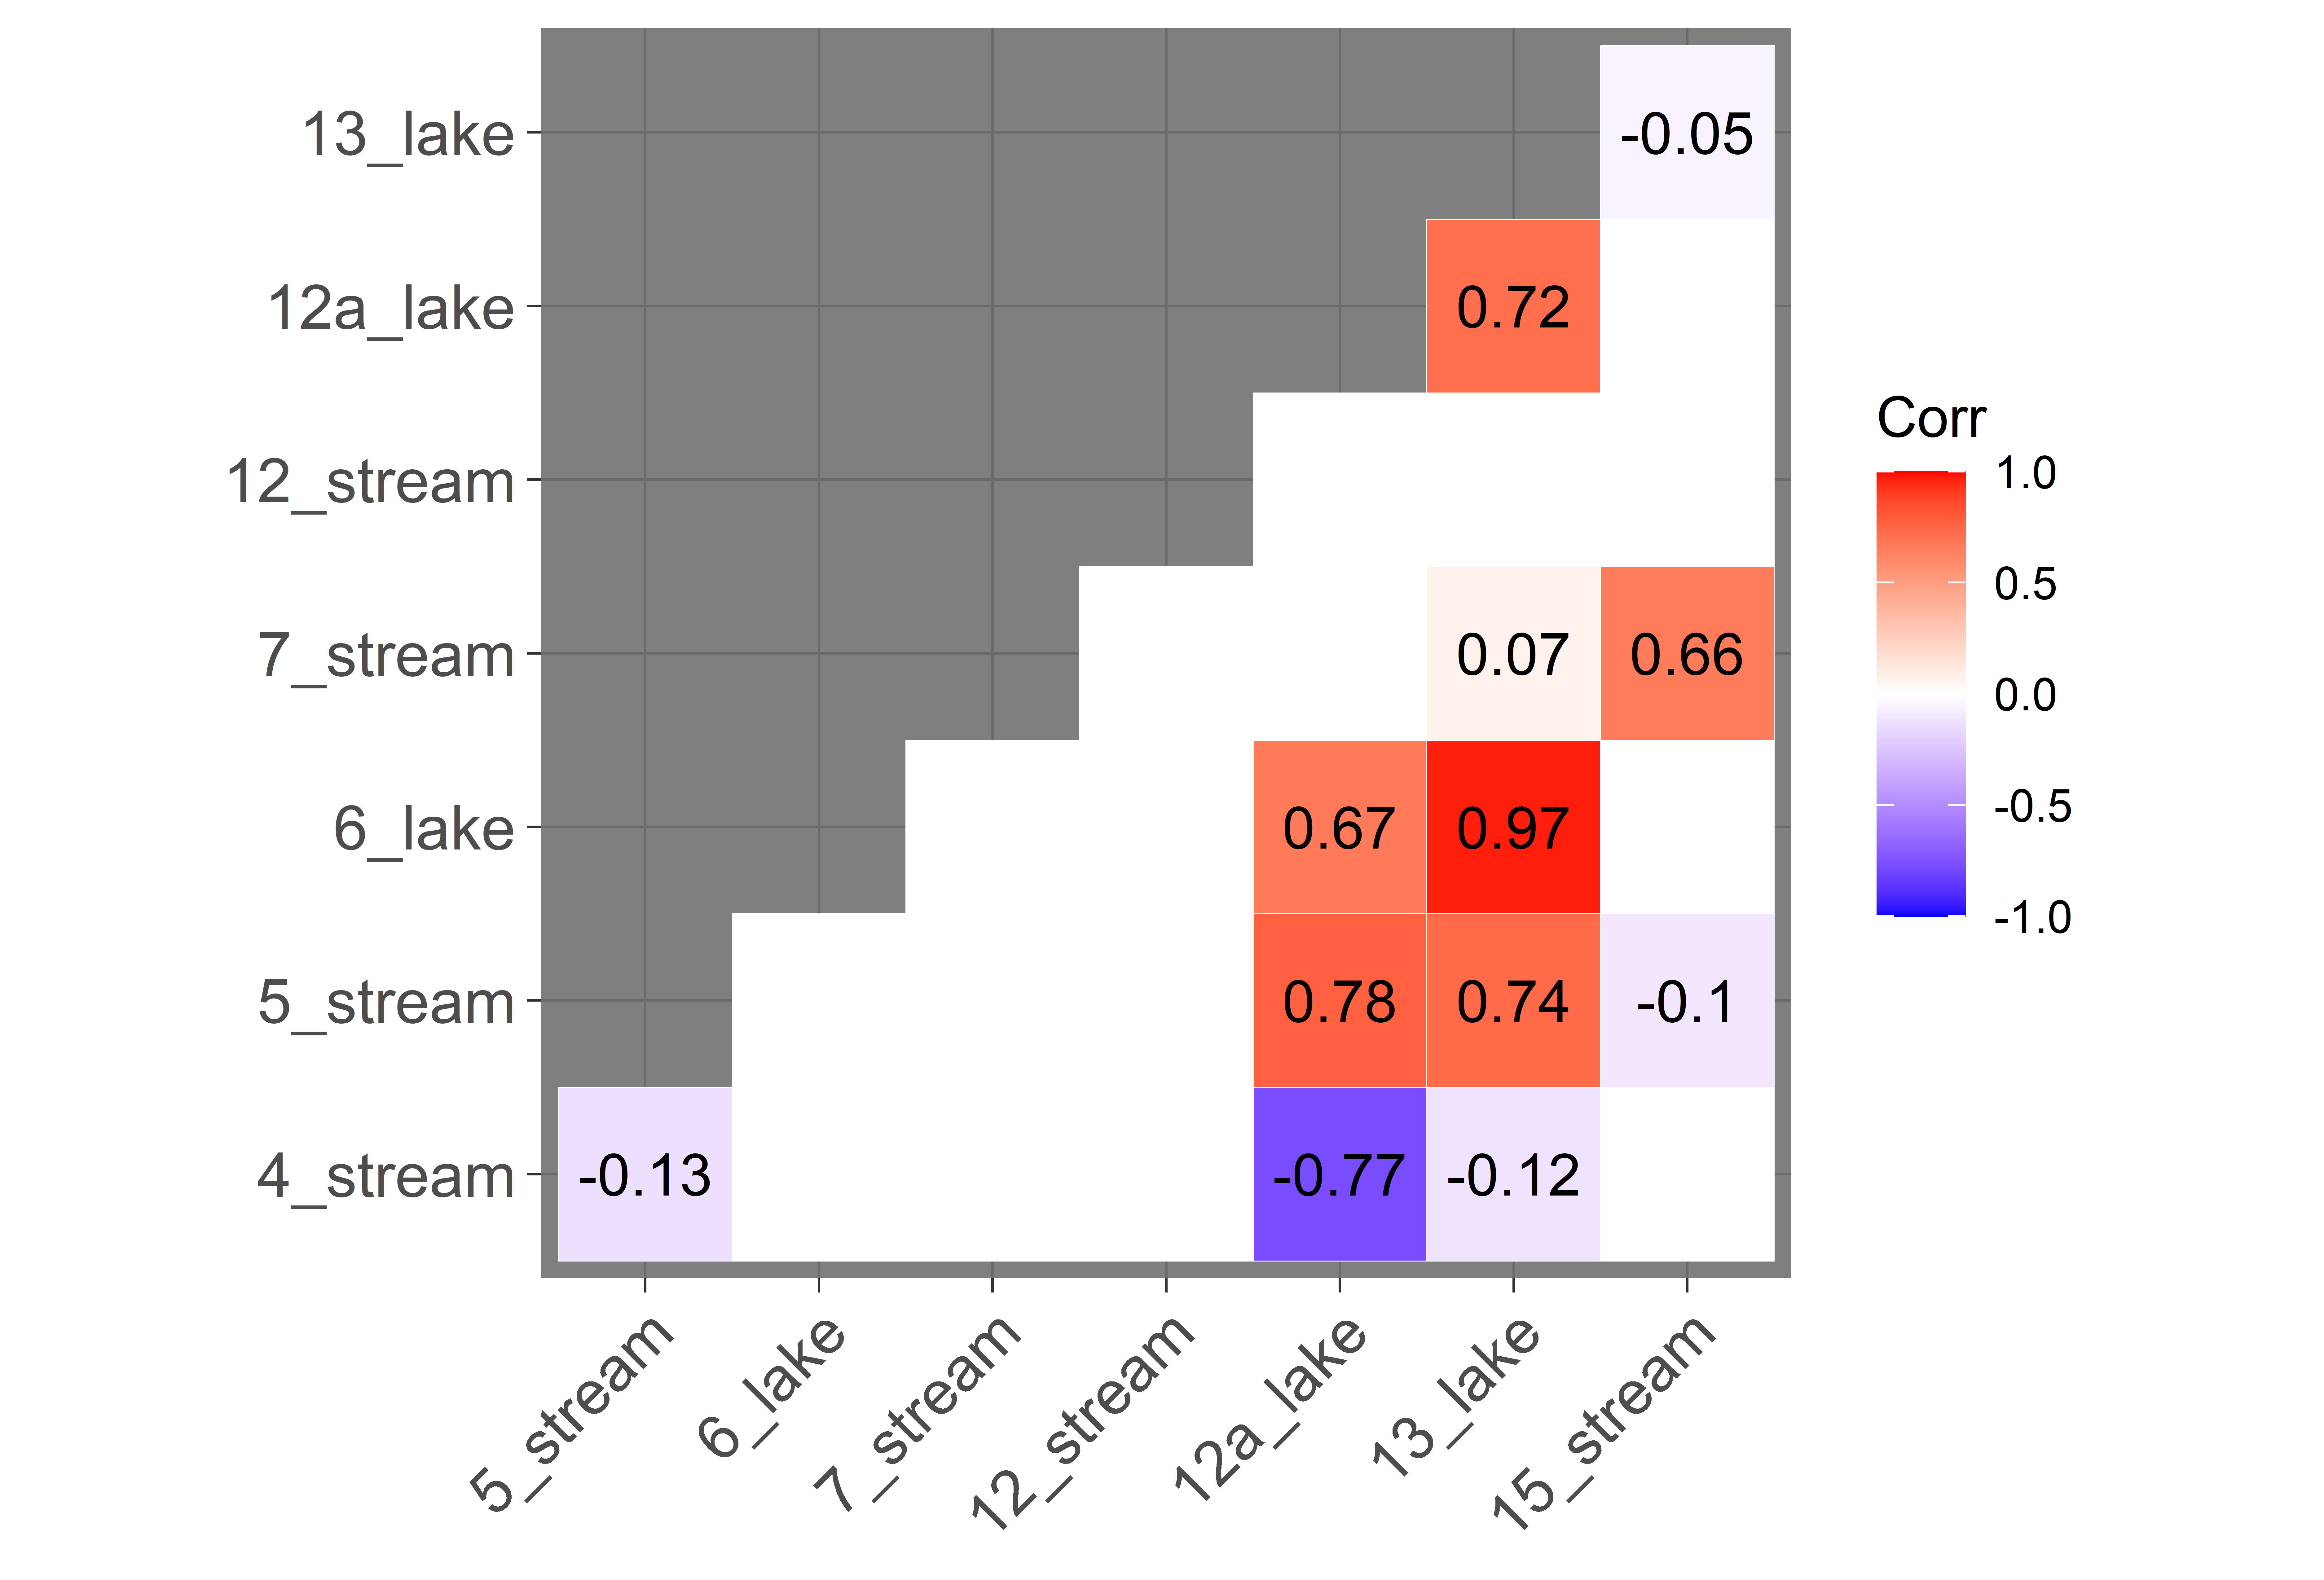 13_lake
-0.05
12a_lake
0.72
12_stream
7_stream
0.07 0.66
6_lake
0.67 0.97
5_stream
0.78 0.74 -0.1
4_stream
-0.13 -0.77 -0.12
5_stream
6_lake
7_stream
12_stream
12a_lake
13_lake
15_stream
Corr
1.0
0.5
0.0
-0.5
-1.0